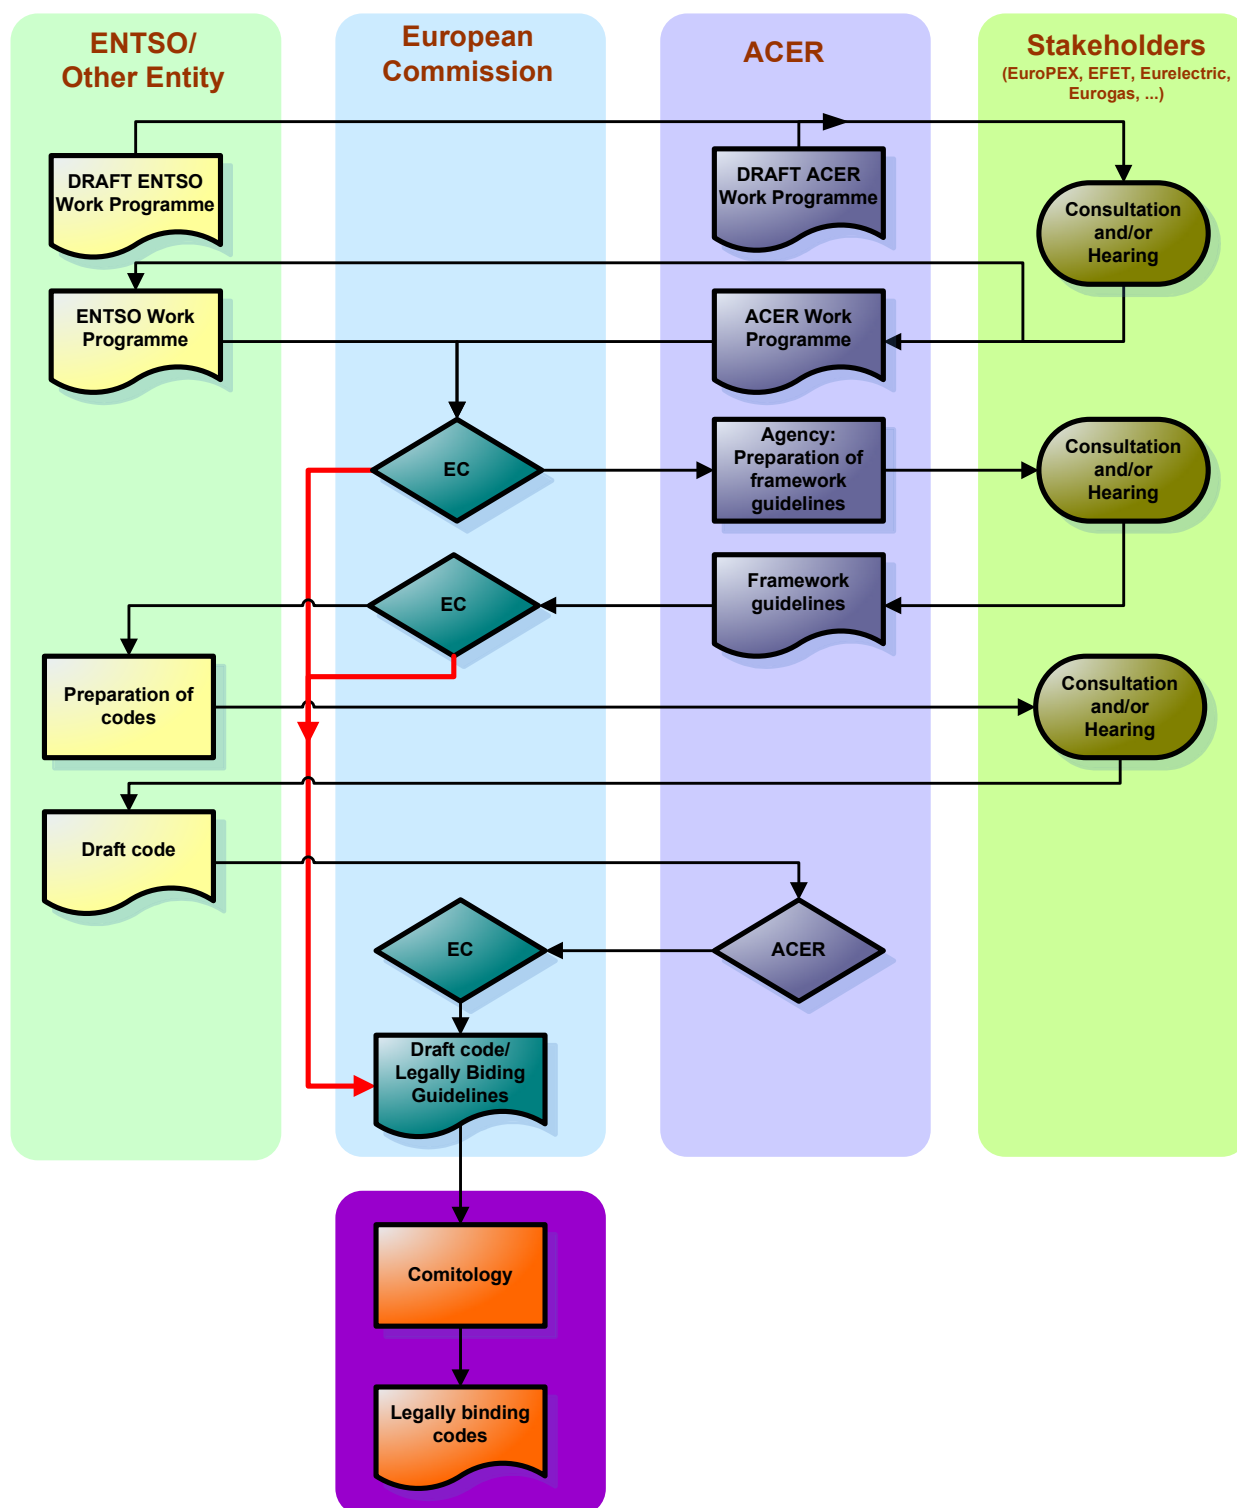 ENTSO/
Other Entity
European
Commission
ACER
Stakeholders
(EuroPEX, EFET, Eurelectric,
Eurogas, ...)
DRAFT ENTSO
Work Programme
DRAFT ACER
Work Programme
Consultation
and/or
Hearing
ENTSO Work
Programme
ACER Work
Programme
EC
Agency:
Preparation of
framework
guidelines
Consultation
and/or
Hearing
EC
Framework
guidelines
Preparation of
codes
Consultation
and/or
Hearing
Draft code
EC
ACER
Draft code/
Legally Biding
Guidelines
Comitology
Legally binding
codes